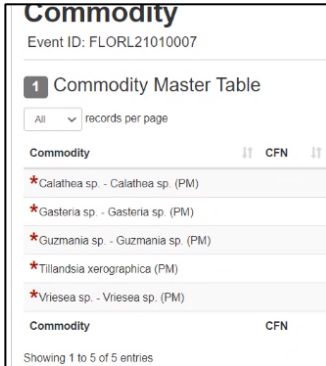 Commodity
Event ID: FLORL21010007
1 Commodity Master Table
All records per page
Commodity CFN
*Calathea sp. - Calathea sp. (PM)
*Gasteria sp. - Gasteria sp. (PM)
*Guzmania sp. - Guzmania sp. (PM)
*Tillandsia xerographica (PM)
*Vriesea sp. - Vriesea sp. (PM)
Commodity CFN
Showing 1 to 5 of 5 entries